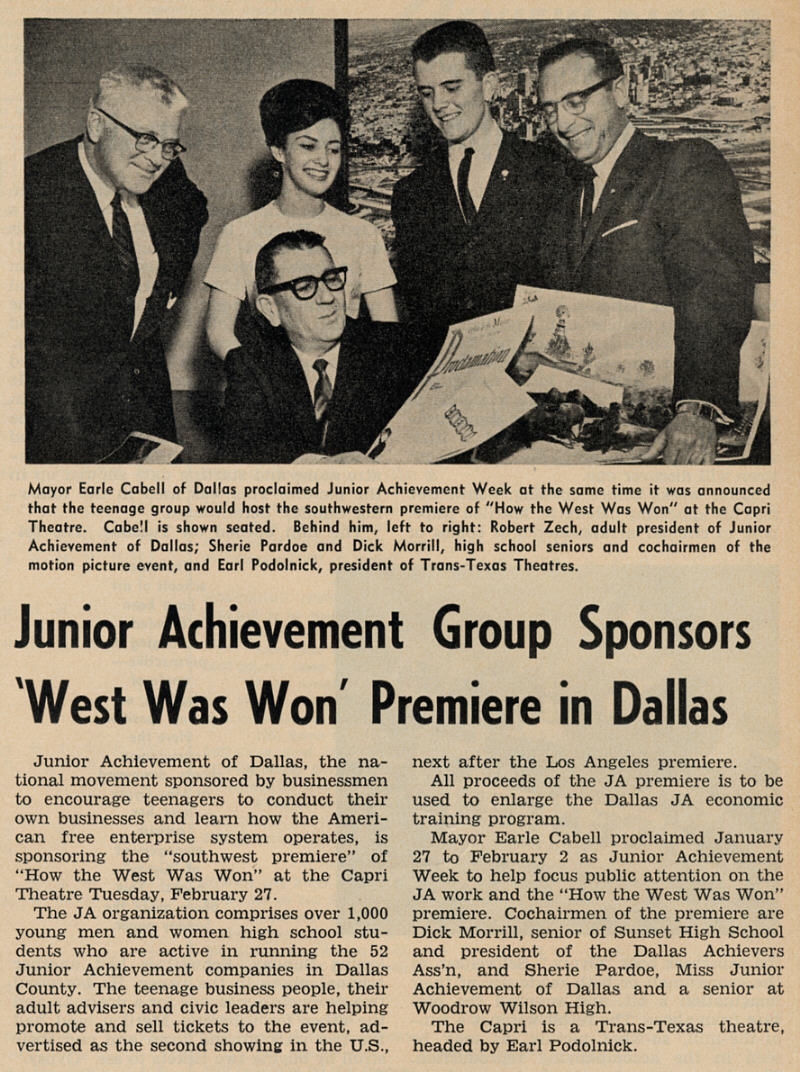 Proclamation
Mayor Earle Cabell of Dallas proclaimed Junior Achievement Week at the same time it was announced
that the teenage group would host the southwestern premiere of "How the West Was Won" at the Capri
Theatre. Cabell is shown seated. Behind him, left to right: Robert Zech, adult president of Junior
Achievement of Dallas; Sherie Pardoe and Dick Morrill, high school seniors and cochairmen of the
motion picture event, and Earl Podolnick, president of Trans-Texas Theatres.
Junior Achievement Group Sponsors
'West Was Won' Premiere in Dallas
Junior Achievement of Dallas, the na-
tional movement sponsored by businessmen
to encourage teenagers to conduct their
own businesses and learn how the Ameri-
can free enterprise system operates, is
sponsoring the "southwest premiere" of
"How the West Was Won" at the Capri
Theatre Tuesday, February 27.
The JA organization comprises over 1,000
young men and women high school stu-
dents who are active in running the 52
Junior Achievement companies in Dallas
County. The teenage business people, their
adult advisers and civic leaders are helping
promote and sell tickets to the event, ad-
vertised as the second showing in the U.S.,
next after the Los Angeles premiere.
All proceeds of the JA premiere is to be
used to enlarge the Dallas JA economic
training program.
Mayor Earle Cabell proclaimed January
27 to February 2 as Junior Achievement
Week to help focus public attention on the
JA work and the "How the West Was Won"
premiere. Cochairmen of the premiere are
Dick Morrill, senior of Sunset High School
and president of the Dallas Achievers
Ass'n, and Sherie Pardoe, Miss Junior
Achievement of Dallas and a senior at
Woodrow Wilson High.
The Capri is a Trans-Texas theatre,
headed by Earl Podolnick.